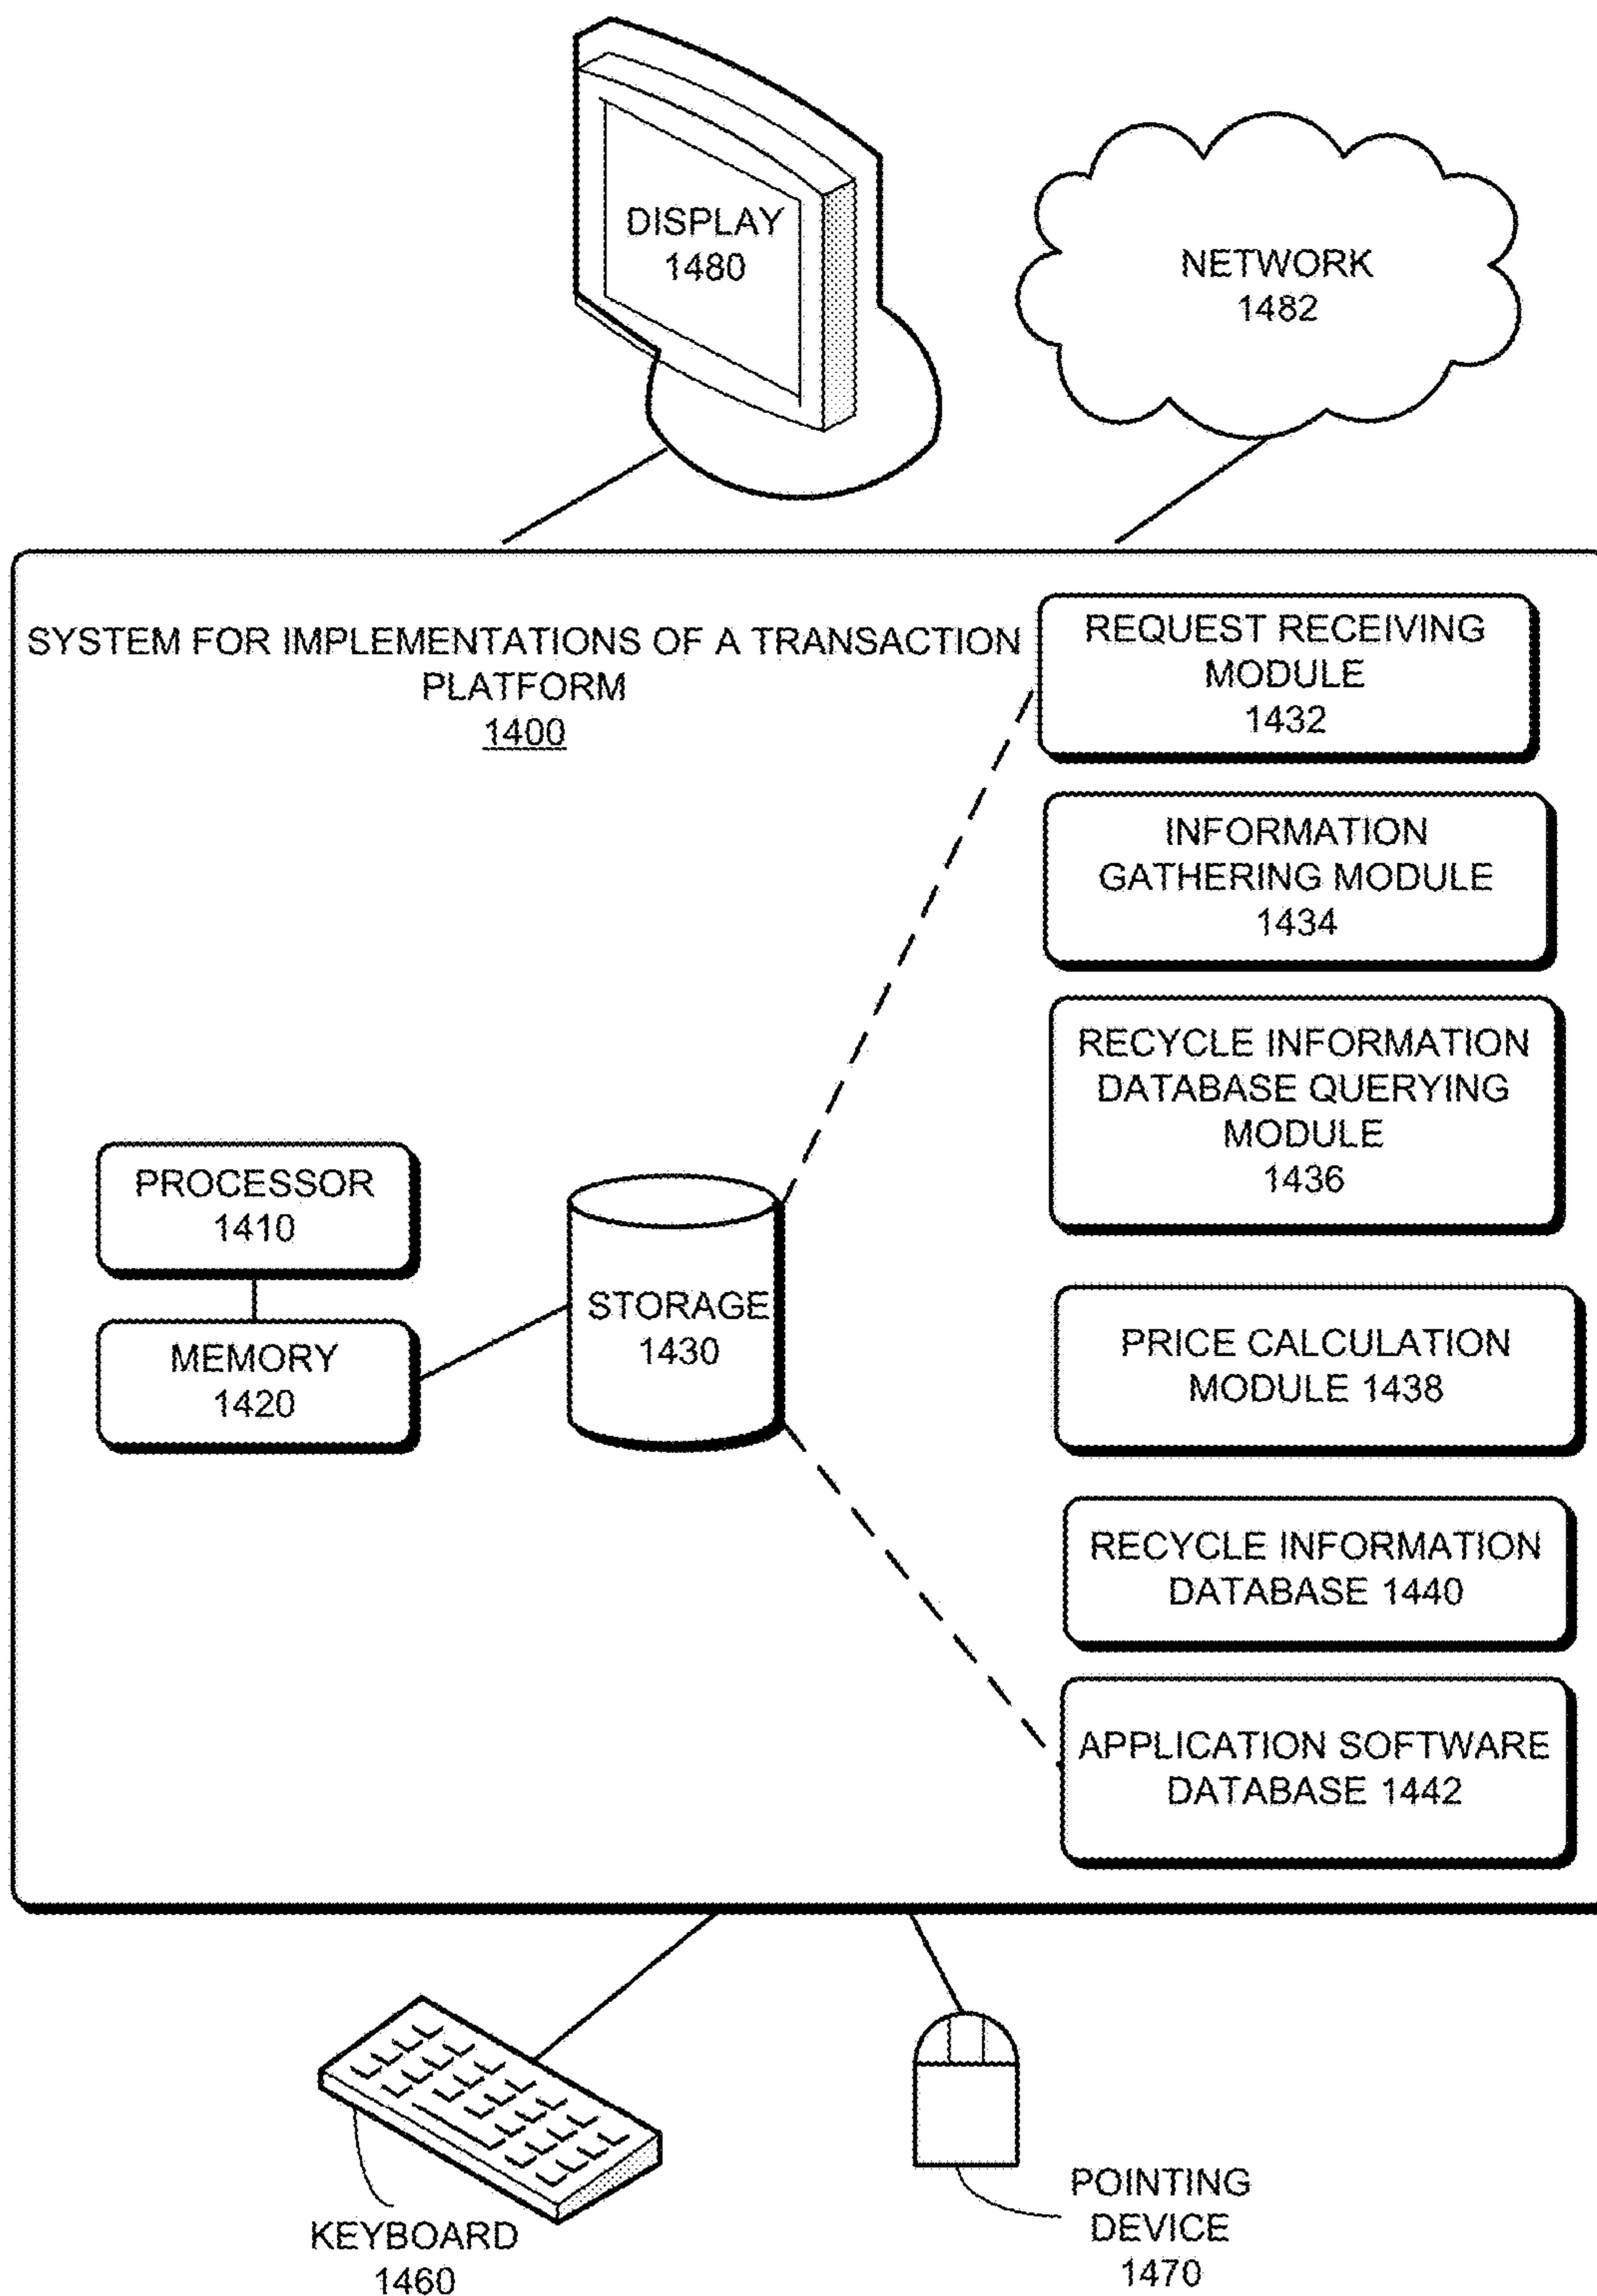 DISPLAY
1480
NETWORK
1482
SYSTEM FOR IMPLEMENTATIONS OF A TRANSACTION
PLATFORM
1400
REQUEST RECEIVING
MODULE
1432
INFORMATION
GATHERING MODULE
1434
RECYCLE INFORMATION
DATABASE QUERYING
MODULE
1436
PROCESSOR
1410
MEMORY
1420
STORAGE
1430
PRICE CALCULATION
MODULE 1438
RECYCLE INFORMATION
DATABASE 1440
APPLICATION SOFTWARE
DATABASE 1442
KEYBOARD
1460
POINTING
DEVICE
1470